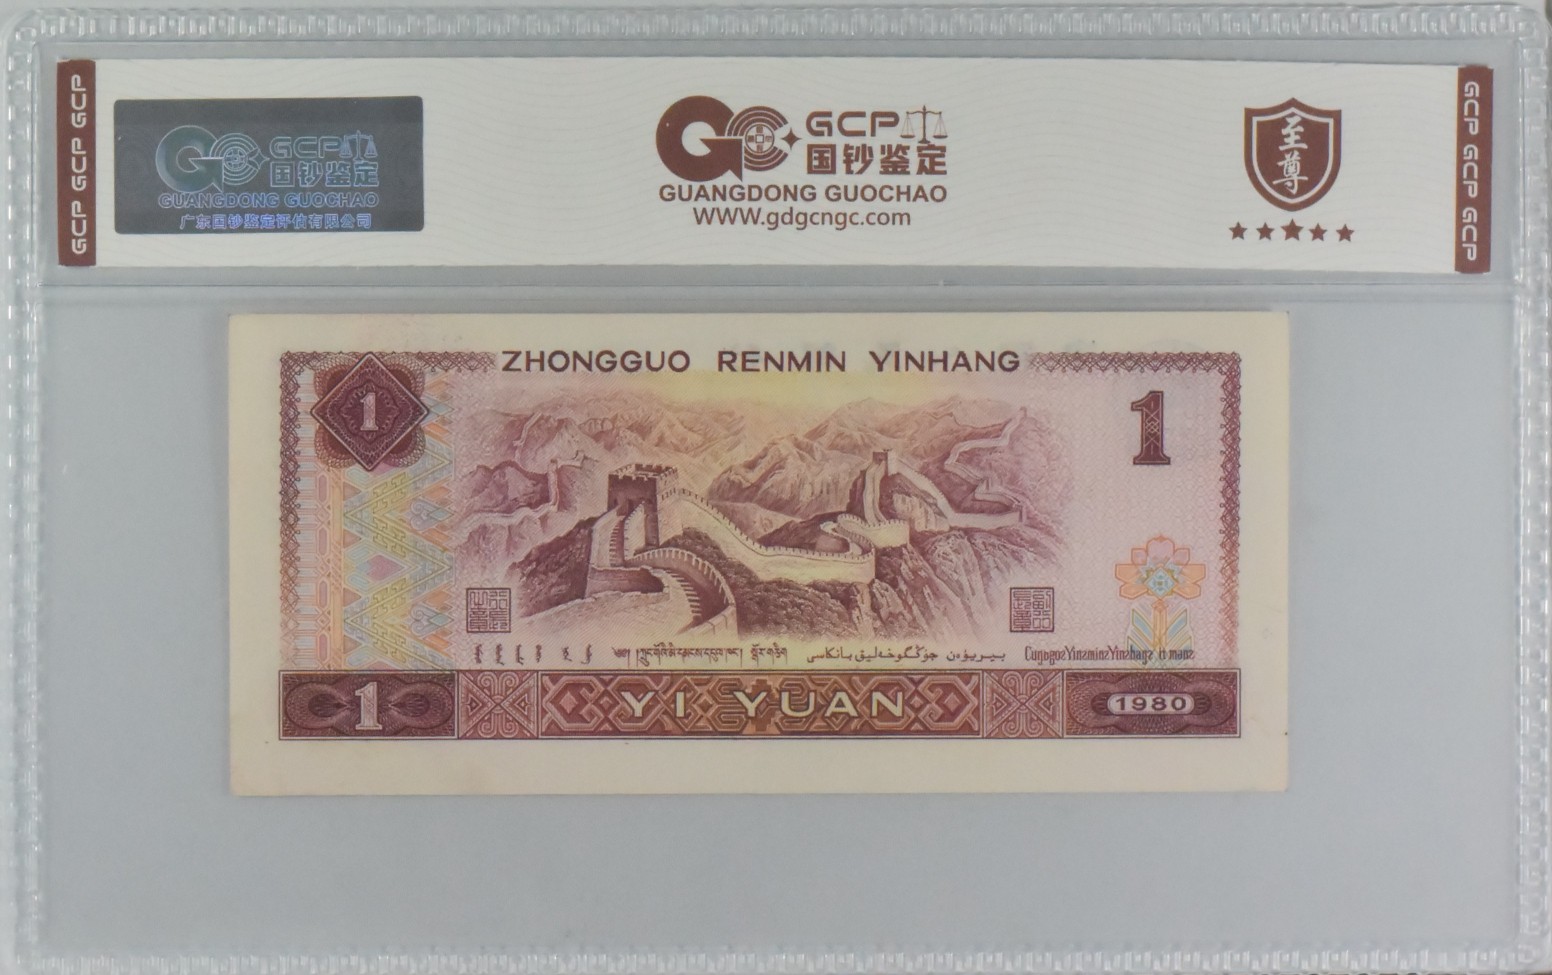 GCP GCP GCP
GCP
国钞鉴定
GUANGDONG GUOCHAO
广东国钞鉴定评估有限公司
GCP
国钞鉴定
GUANGDONG GUOCHAO
WWW.gdgcngc.com
至尊
GCP GCP GCP
ZHONGGUO RENMIN YINHANG
1
1
YI YUAN
1
1980